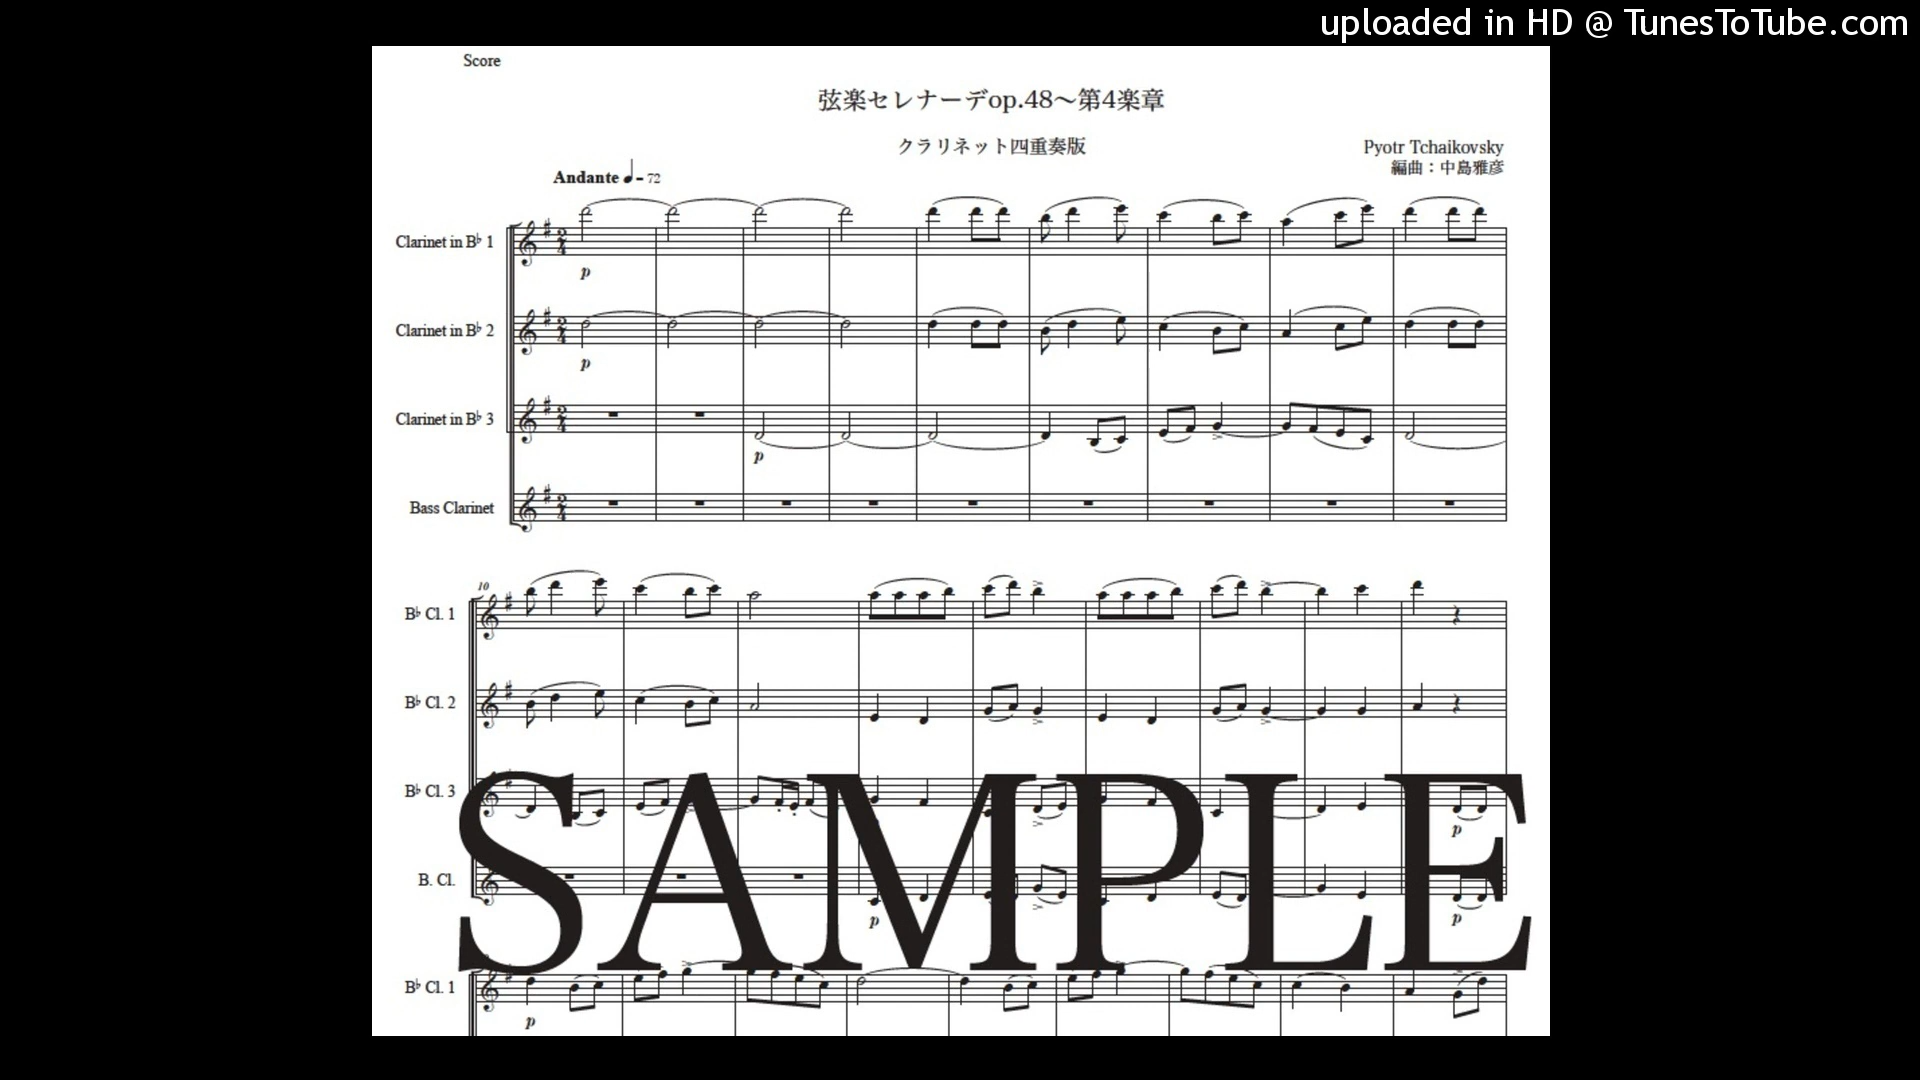 uploaded in HD @ TunesToTube.com
Score
弦楽セレナーデop.48～第4楽章
クラリネット四重奏版
Pyotr Tchaikovsky
編曲：中島雅彦
Andante ♩= 72
Clarinet in B♭ 1
p
Clarinet in B♭ 2
p
Clarinet in B♭ 3
p
Bass Clarinet
10
B♭ Cl. 1
B♭ Cl. 2
B♭ Cl. 3
p
B. Cl.
p
p
SAMPLE
B♭ Cl. 1
p